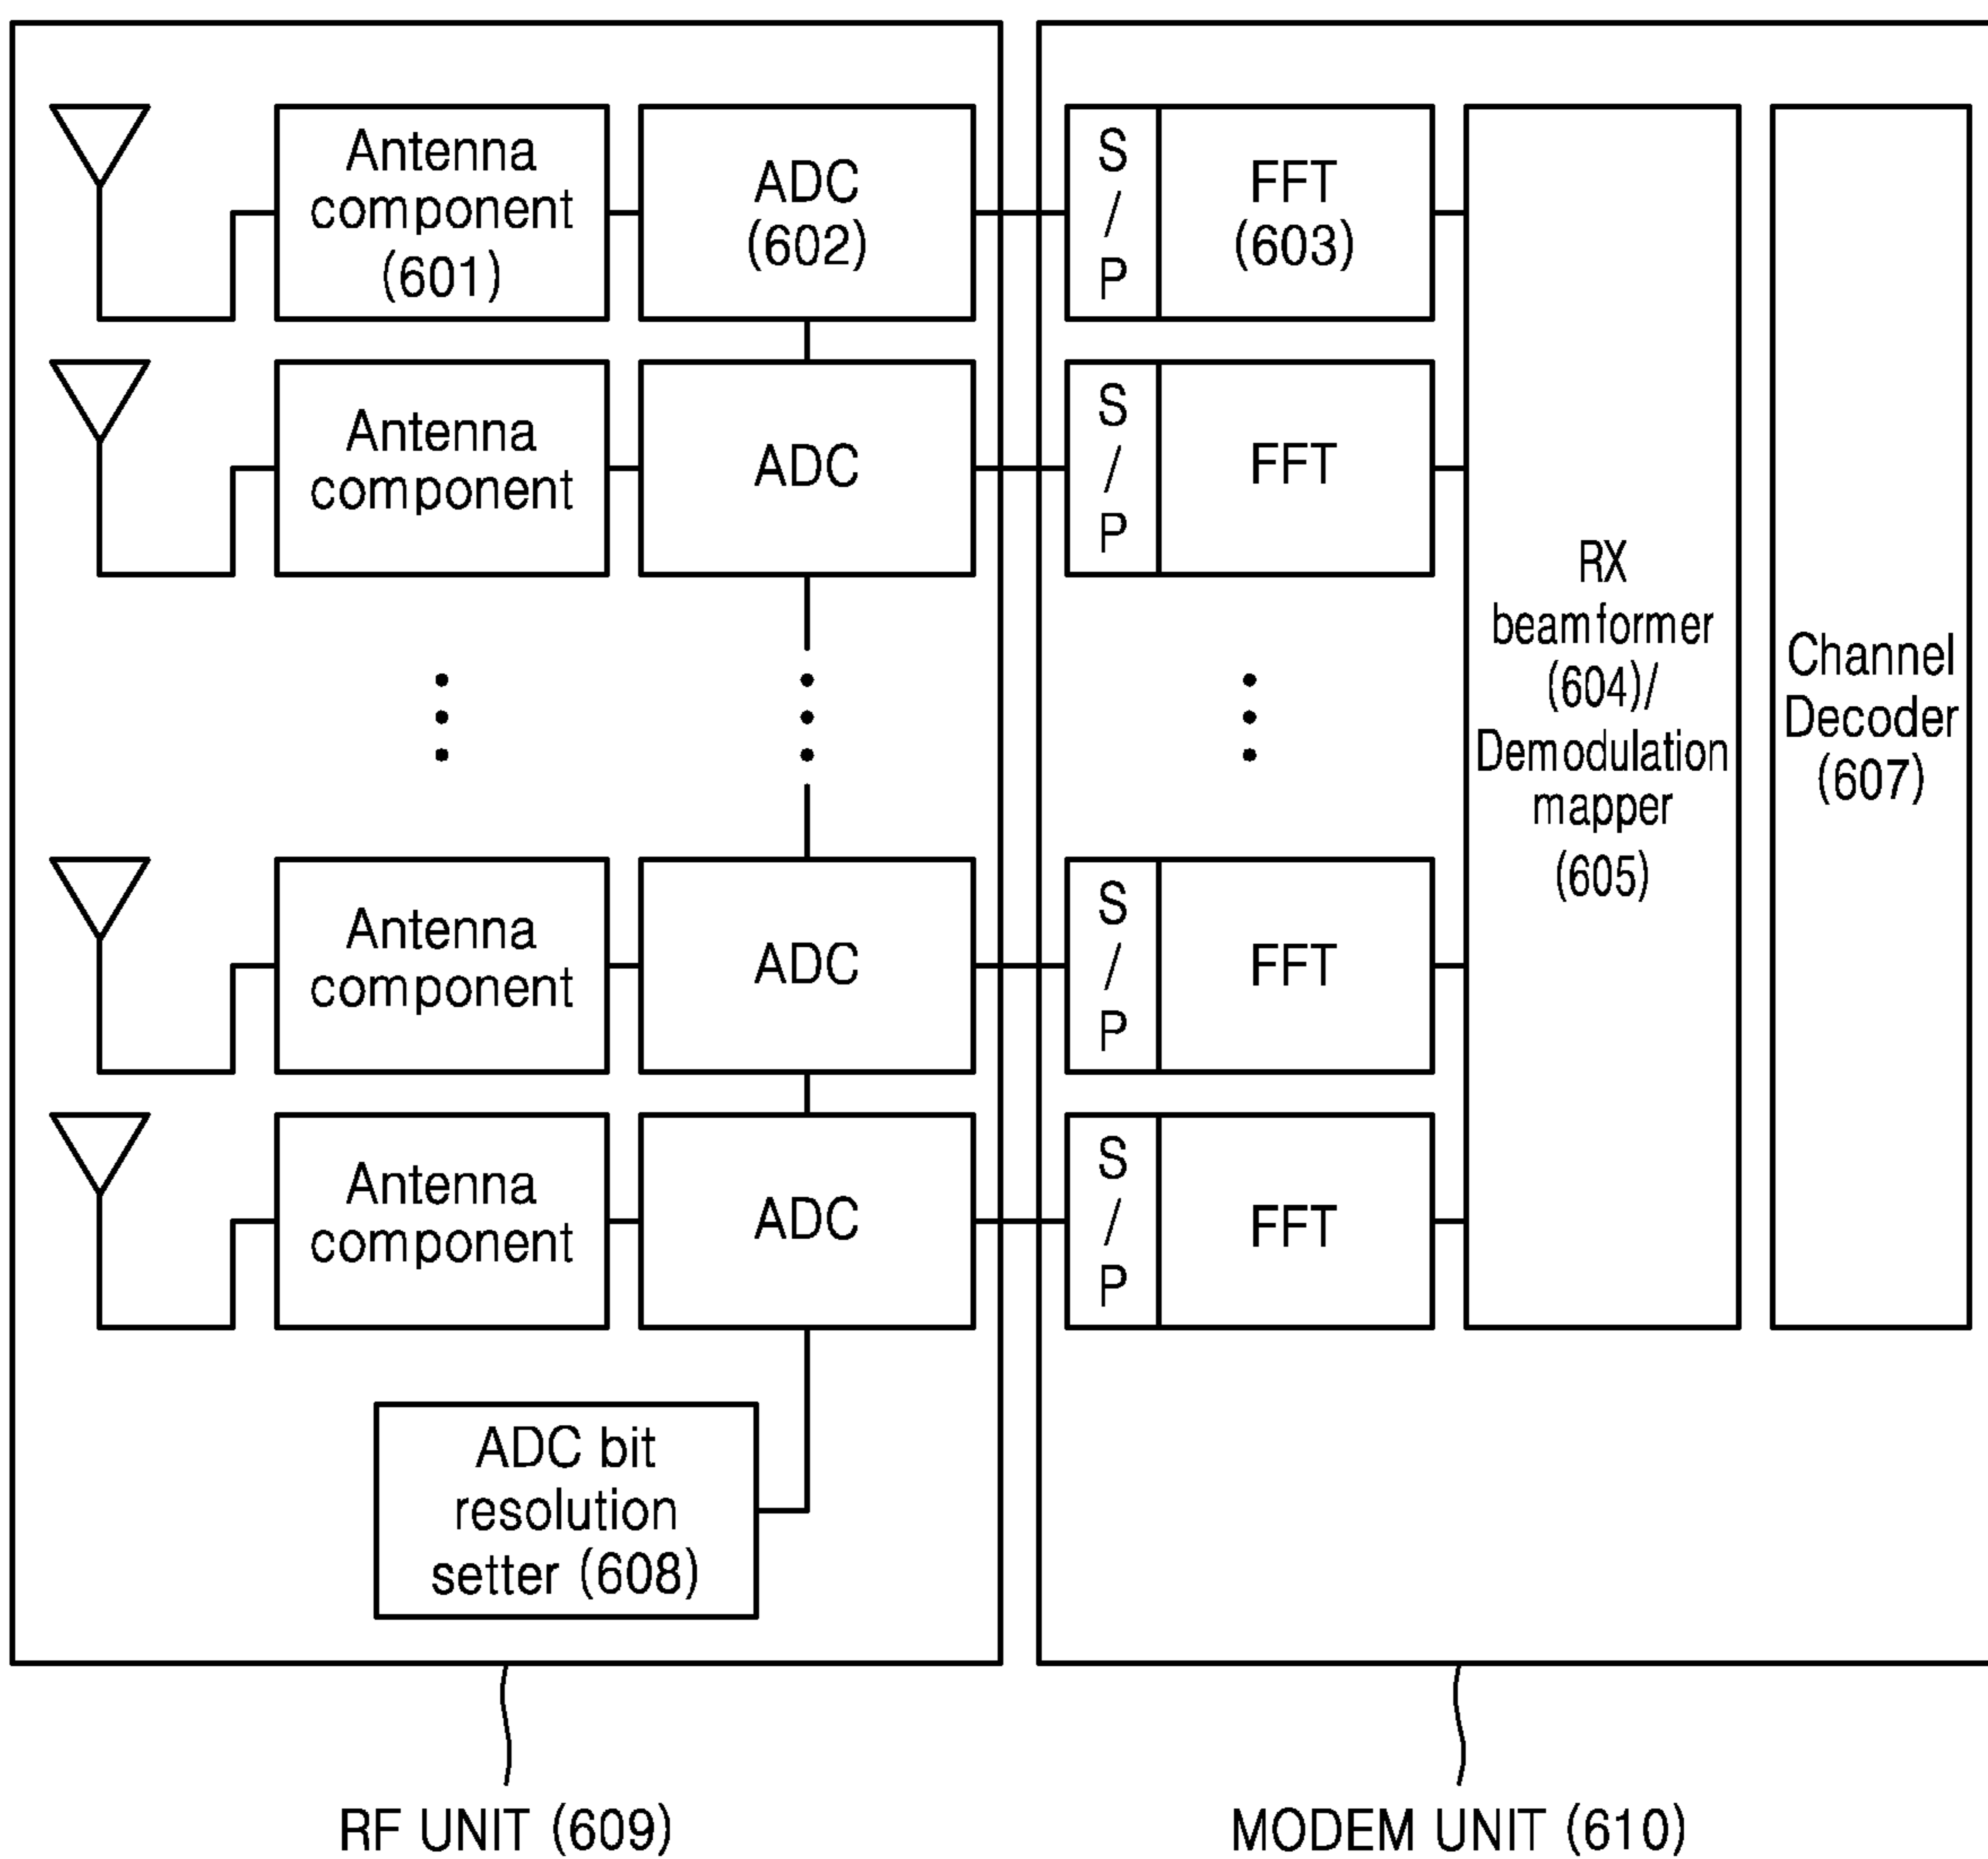 Antenna
component
(601)
ADC
(602)
S
/
P
FFT
(603)
Antenna
component
ADC
S
/
P
FFT
RX
beamformer
(604)/
Demodulation
mapper
(605)
Channel
Decoder
(607)
Antenna
component
ADC
S
/
P
FFT
Antenna
component
ADC
S
/
P
FFT
ADC bit
resolution
setter (608)
RF UNIT (609)
MODEM UNIT (610)